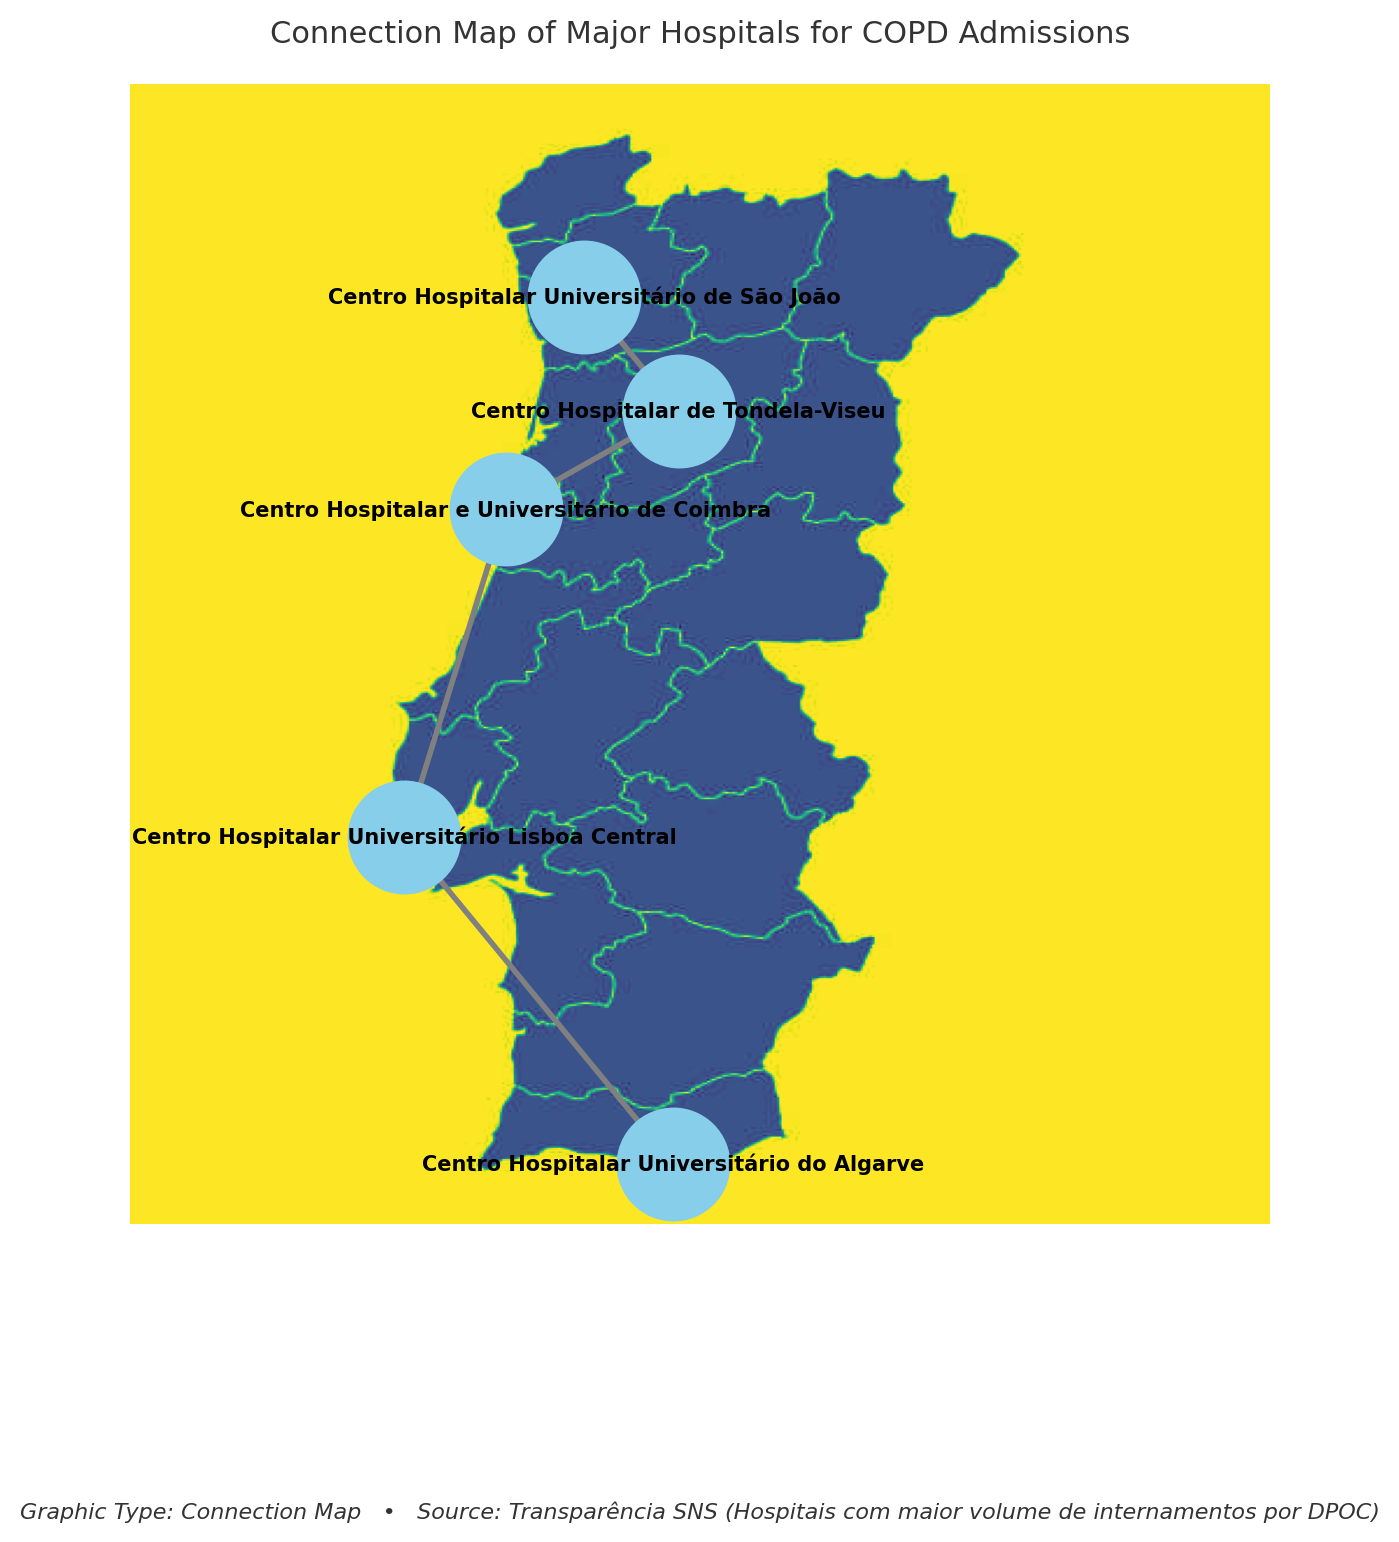 Connection Map of Major Hospitals for COPD Admissions
Centro Hospitalar Universitário de São João
Centro Hospitalar de Tondela-Viseu
Centro Hospitalar e Universitário de Coimbra
Centro Hospitalar Universitário Lisboa Central
Centro Hospitalar Universitário do Algarve
Graphic Type: Connection Map • Source: Transparência SNS (Hospitais com maior volume de internamentos por DPOC)